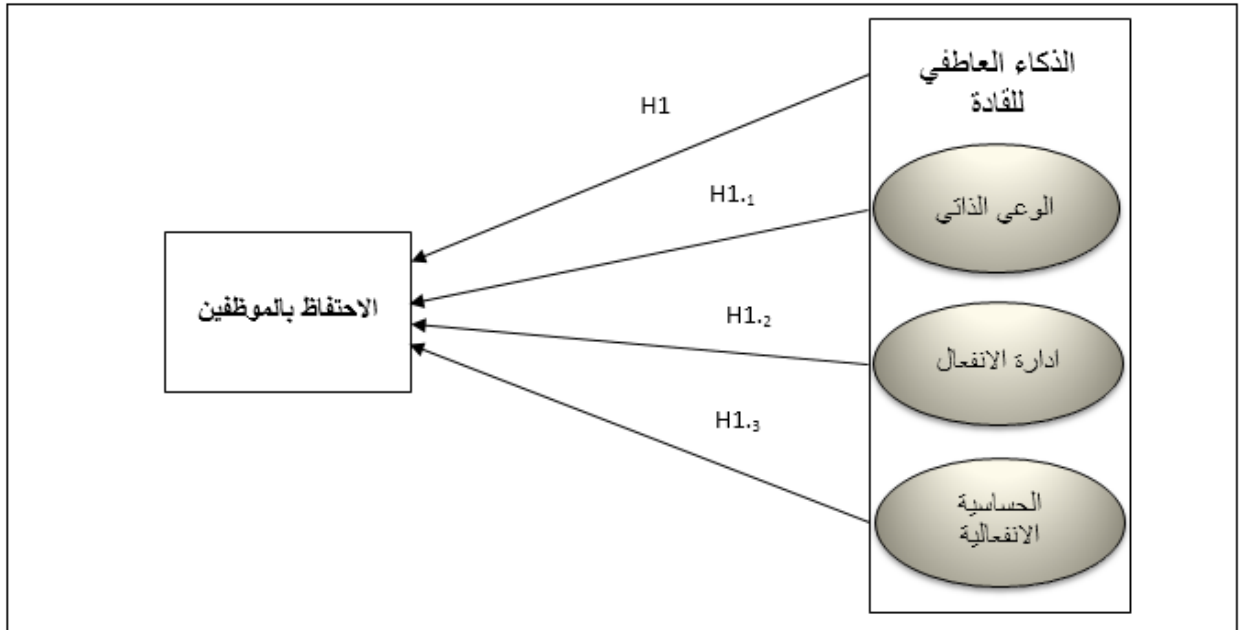 الذكاء العاطفي
للقادة
H1
الوعي الذاتي
H1.₁
الاحتفاظ بالموظفين
ادارة الانفعال
H1.₂
الحساسية
الانفعالية
H1.₃